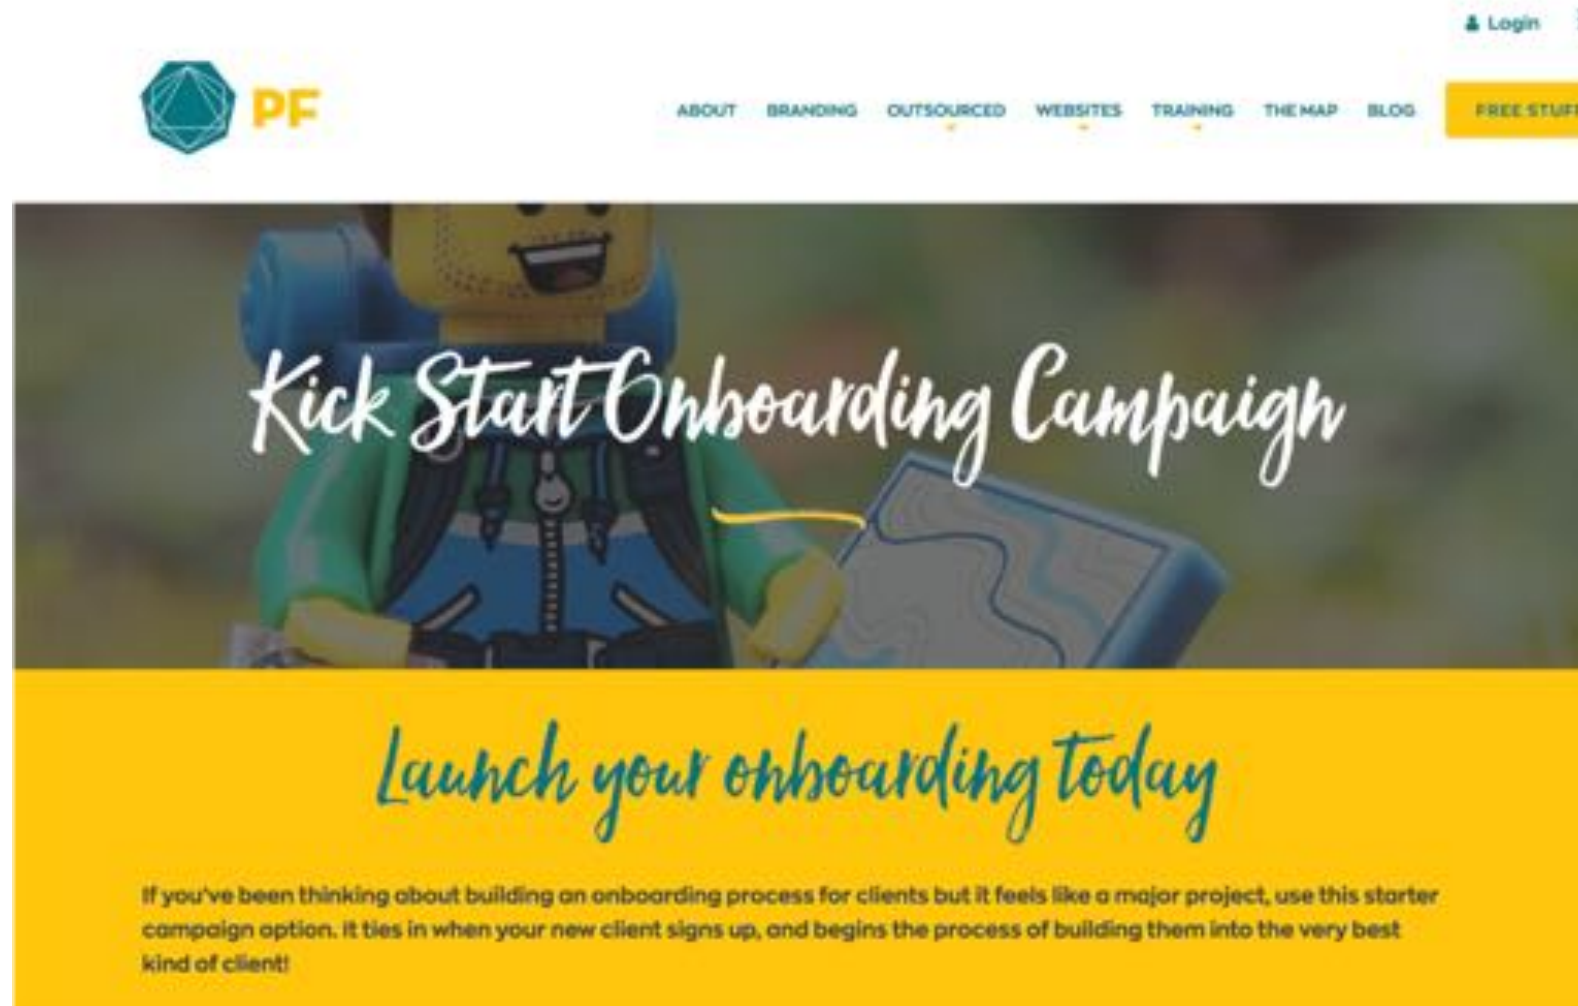 Login
PF
ABOUT BRANDING OUTSOURCED WEBSITES TRAINING THE MAP BLOG FREE STUFF
Kick Start Onboarding Campaign
Launch your onboarding today
If you've been thinking about building an onboarding process for clients but it feels like a major project, use this starter
campaign option. It ties in when your new client signs up, and begins the process of building them into the very best
kind of client!